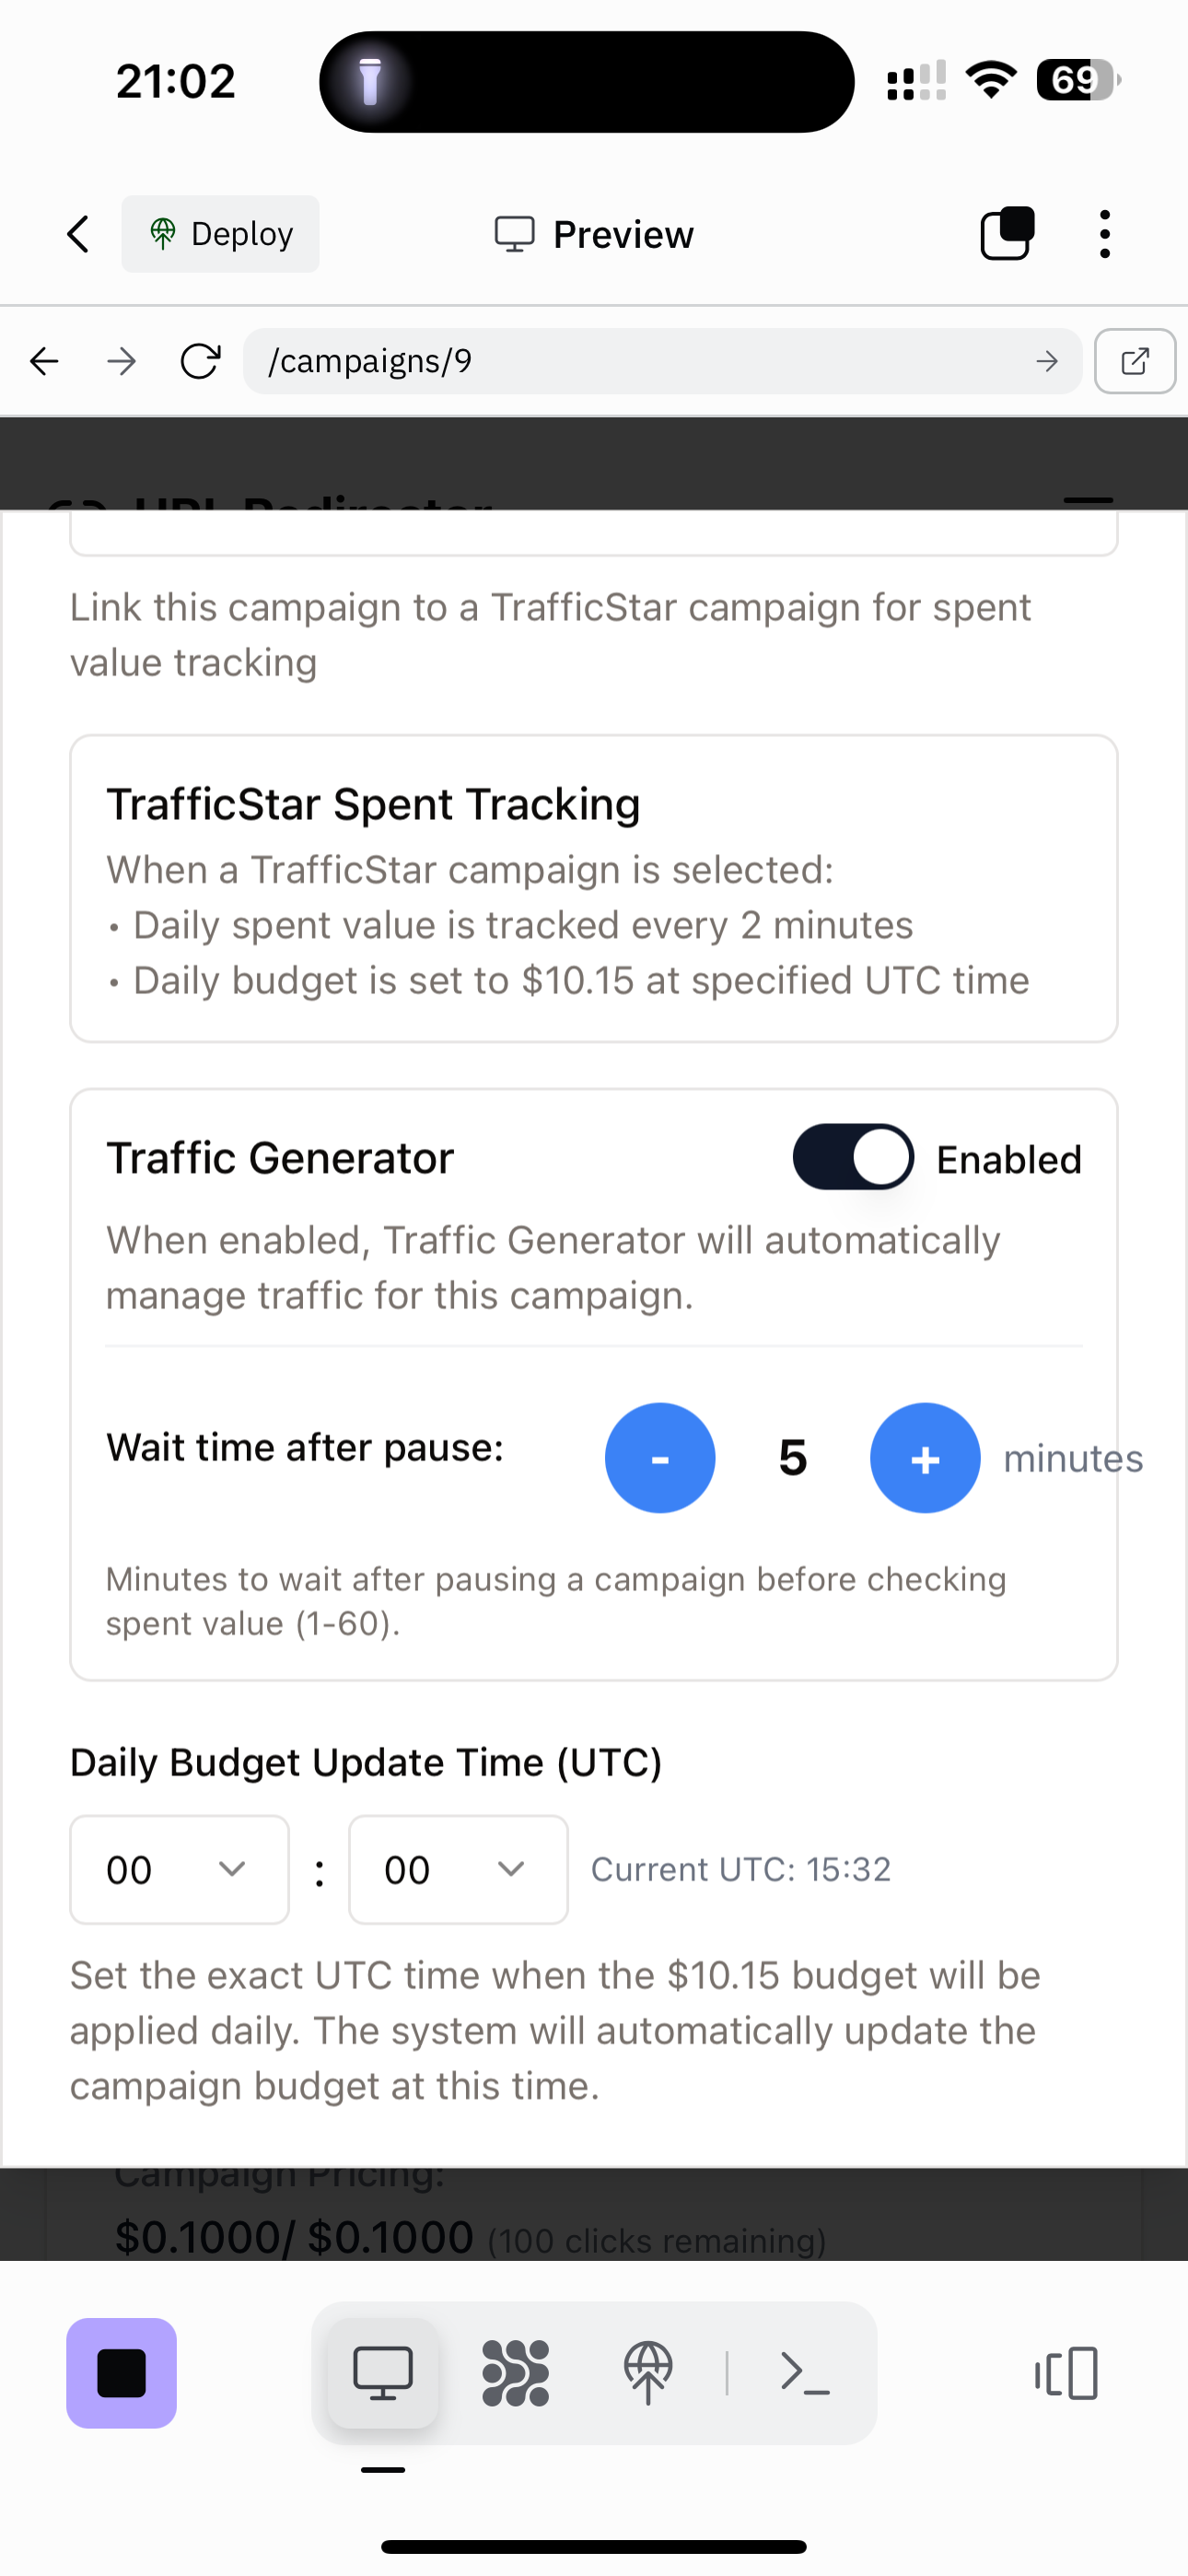 21:02
69
Deploy
Preview
/campaigns/9
URL Redirector
Link this campaign to a TrafficStar campaign for spent
value tracking
TrafficStar Spent Tracking
When a TrafficStar campaign is selected:
• Daily spent value is tracked every 2 minutes
• Daily budget is set to $10.15 at specified UTC time
Traffic Generator
Enabled
When enabled, Traffic Generator will automatically
manage traffic for this campaign.
Wait time after pause:
- 5 + minutes
Minutes to wait after pausing a campaign before checking
spent value (1-60).
Daily Budget Update Time (UTC)
00 : 00 Current UTC: 15:32
Set the exact UTC time when the $10.15 budget will be
applied daily. The system will automatically update the
campaign budget at this time.
Campaign Pricing:
$0.1000/ $0.1000 (100 clicks remaining)